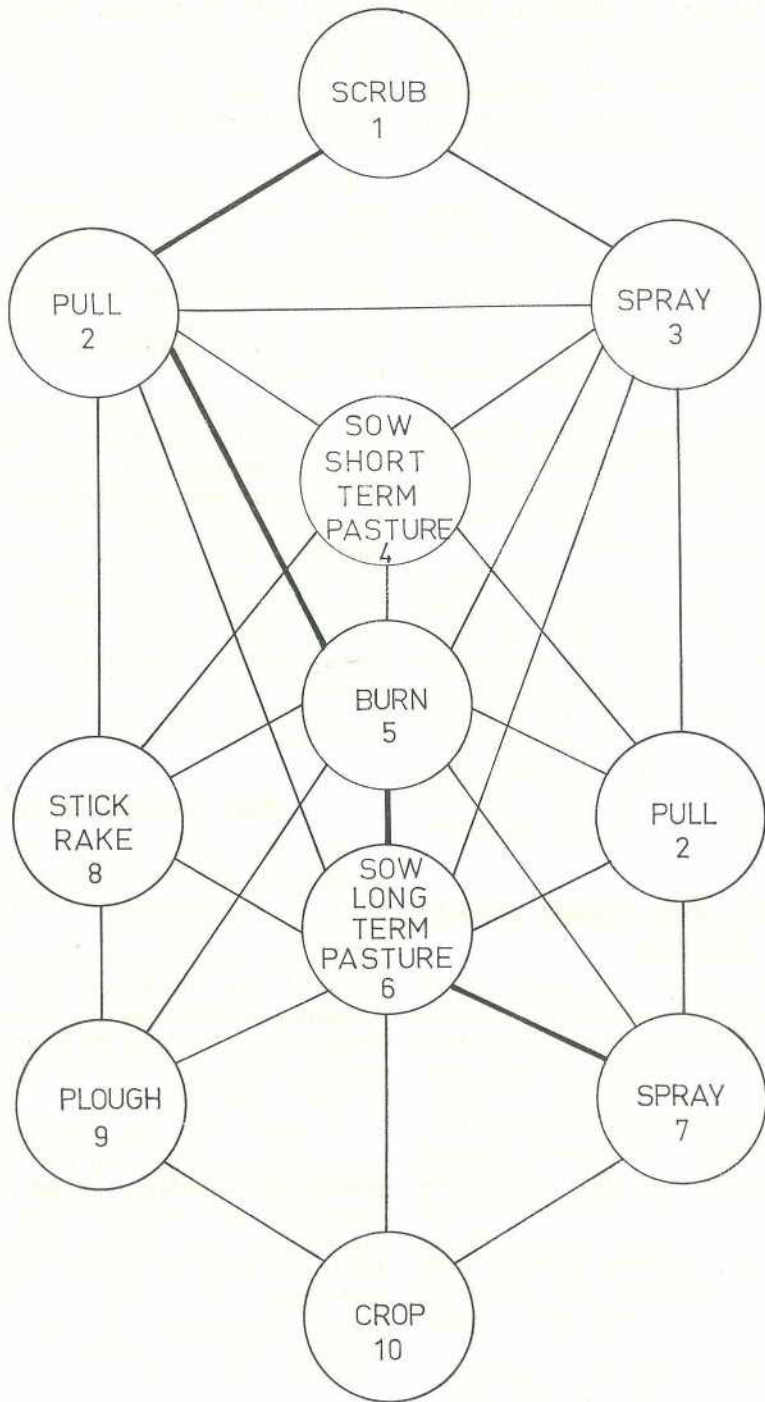 SCRUB
1
PULL
2
SPRAY
3
SOW
SHORT
TERM
PASTURE
4
BURN
5
STICK
RAKE
8
PULL
2
SOW
LONG
TERM
PASTURE
6
PLOUGH
9
SPRAY
7
CROP
10